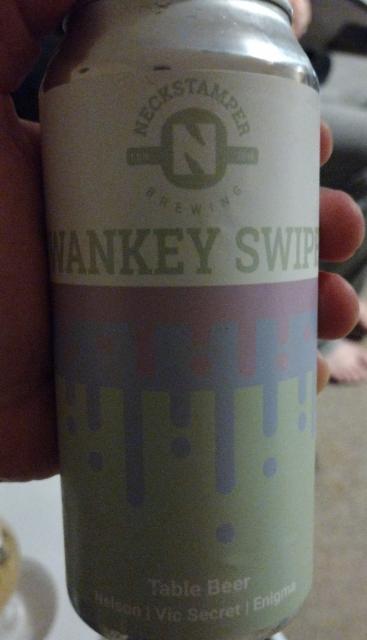 NECKSTAMPER
N
BREWING
WANKEY SWIP
Table Beer
Nelson | Vic Secret | Enigma